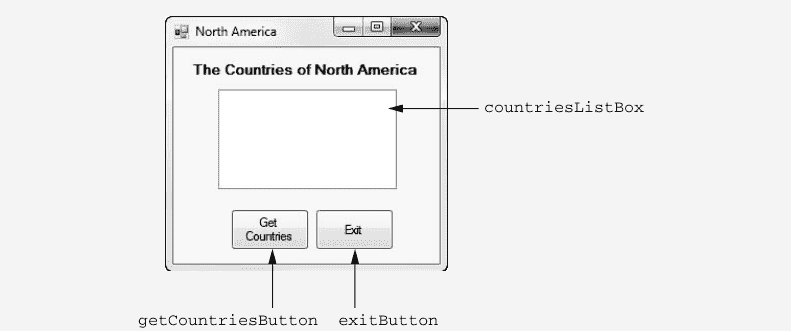 North America
The Countries of North America
countriesListBox
Get
Countries
Exit
getCountriesButton
exitButton